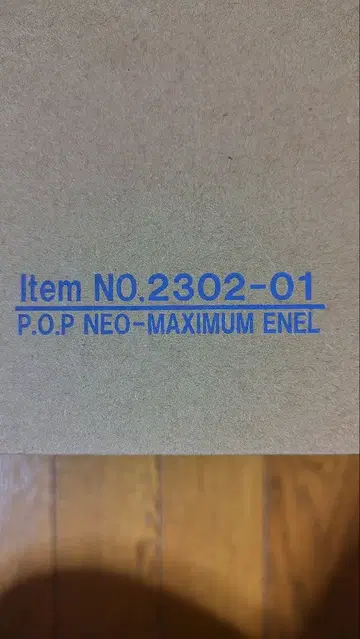 Item NO.2302-01
P.O.P NEO-MAXIMUM ENEL